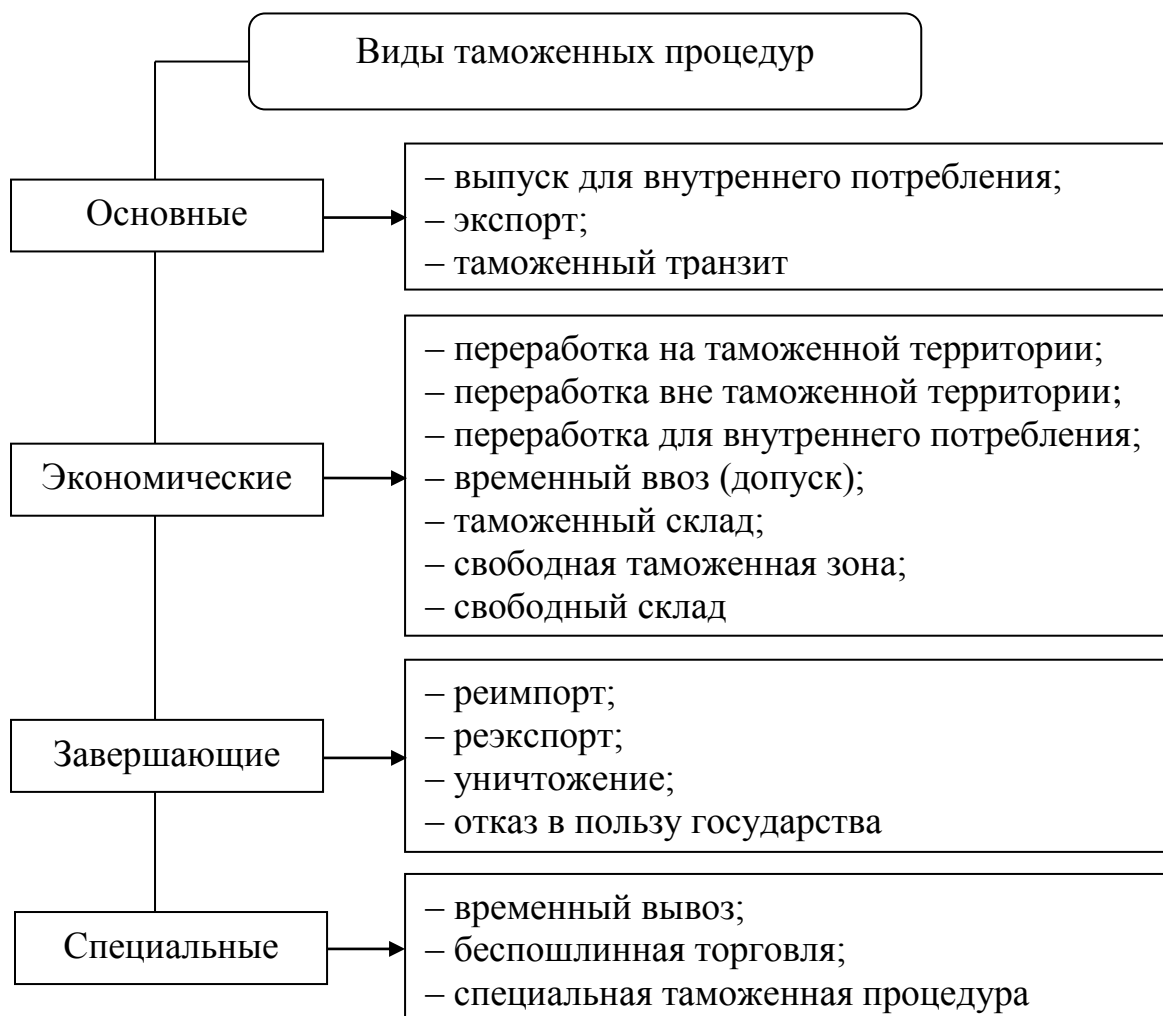 Виды таможенных процедур
Основные
– выпуск для внутреннего потребления;
– экспорт;
– таможенный транзит
Экономические
– переработка на таможенной территории;
– переработка вне таможенной территории;
– переработка для внутреннего потребления;
– временный ввоз (допуск);
– таможенный склад;
– свободная таможенная зона;
– свободный склад
Завершающие
– реимпорт;
– реэкспорт;
– уничтожение;
– отказ в пользу государства
Специальные
– временный вывоз;
– беспошлинная торговля;
– специальная таможенная процедура